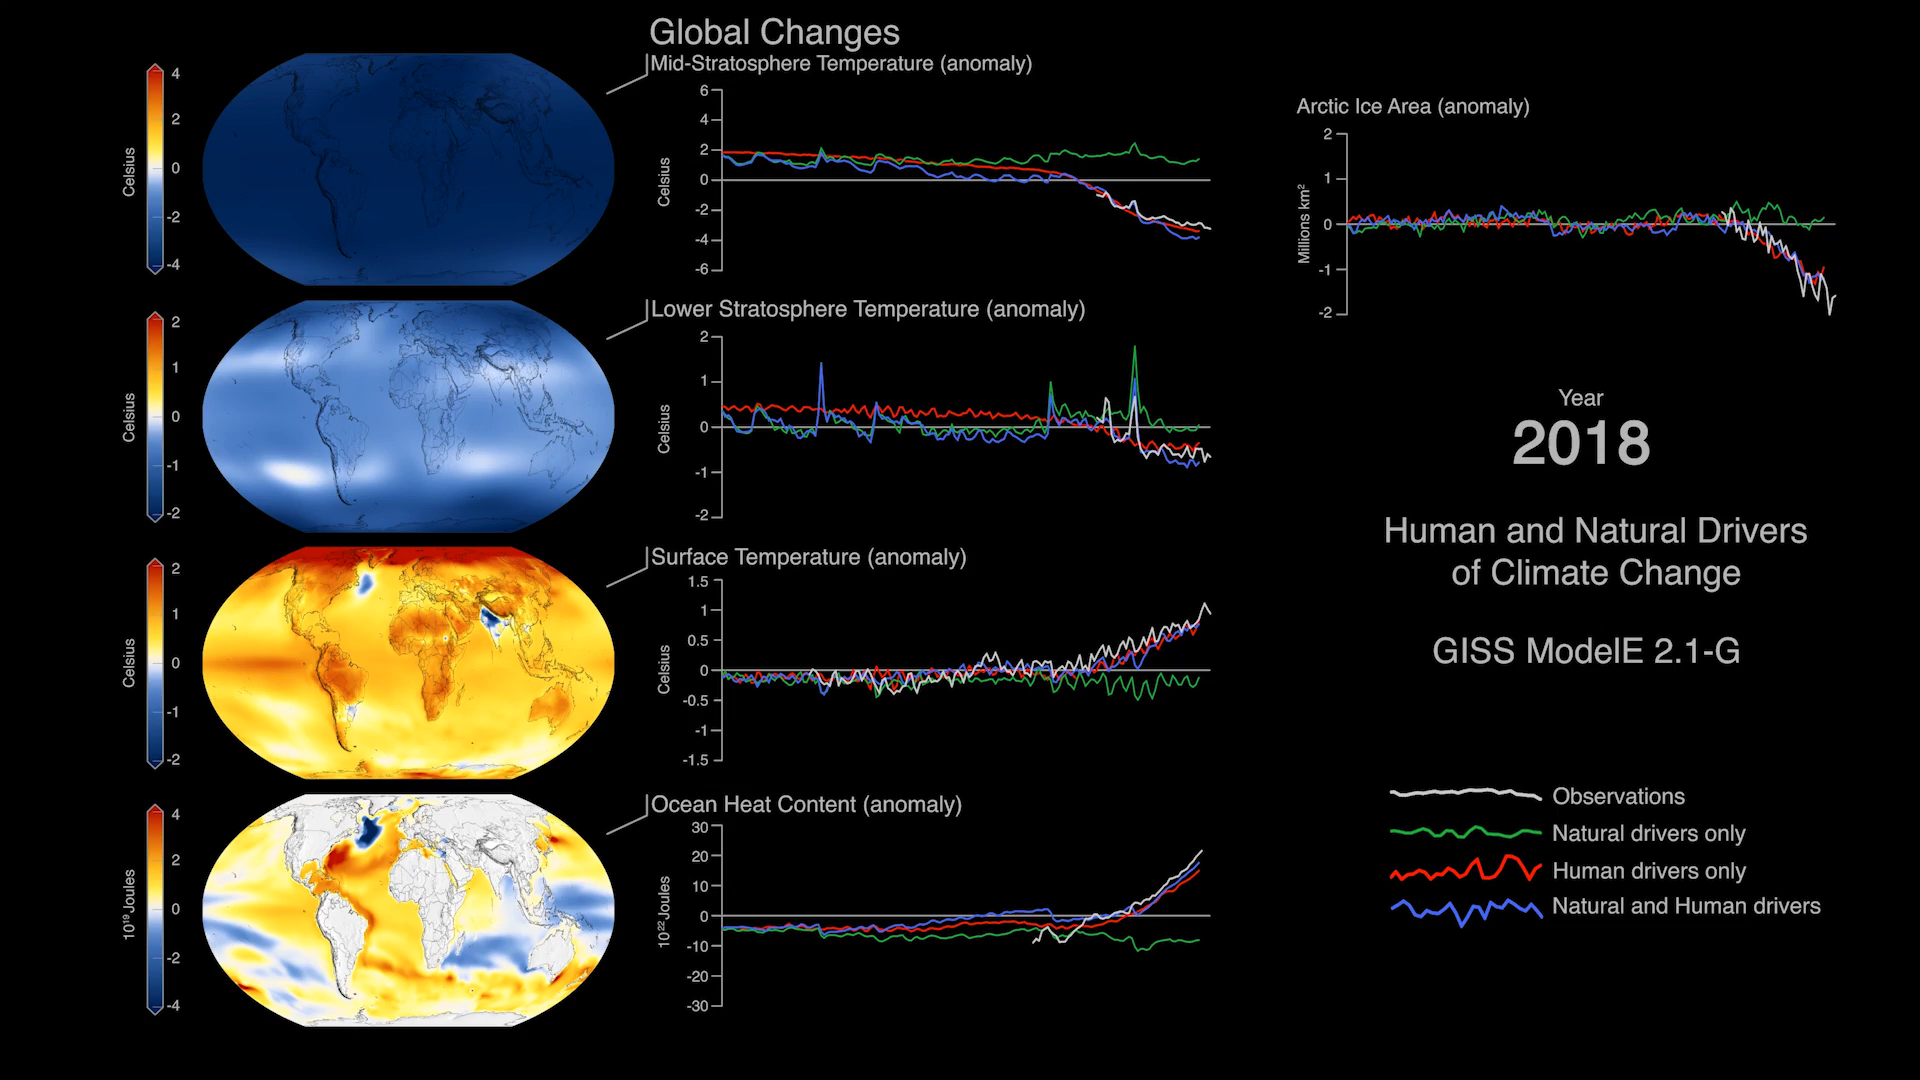 Global Changes
Mid-Stratosphere Temperature (anomaly)
Celsius
4
2
0
-2
-4
Celsius
6
4
2
0
-2
-4
-6
Lower Stratosphere Temperature (anomaly)
Celsius
2
1
0
-1
-2
Celsius
2
1
0
-1
-2
Surface Temperature (anomaly)
Celsius
2
1
0
-1
-2
Celsius
1.5
1
0.5
0
-0.5
-1
-1.5
Ocean Heat Content (anomaly)
10¹⁹Joules
4
2
0
-2
-4
10²²Joules
30
20
10
0
-10
-20
-30
Arctic Ice Area (anomaly)
Millions km²
2
1
0
-1
-2
Year
2018
Human and Natural Drivers
of Climate Change
GISS ModelE 2.1-G
Observations
Natural drivers only
Human drivers only
Natural and Human drivers